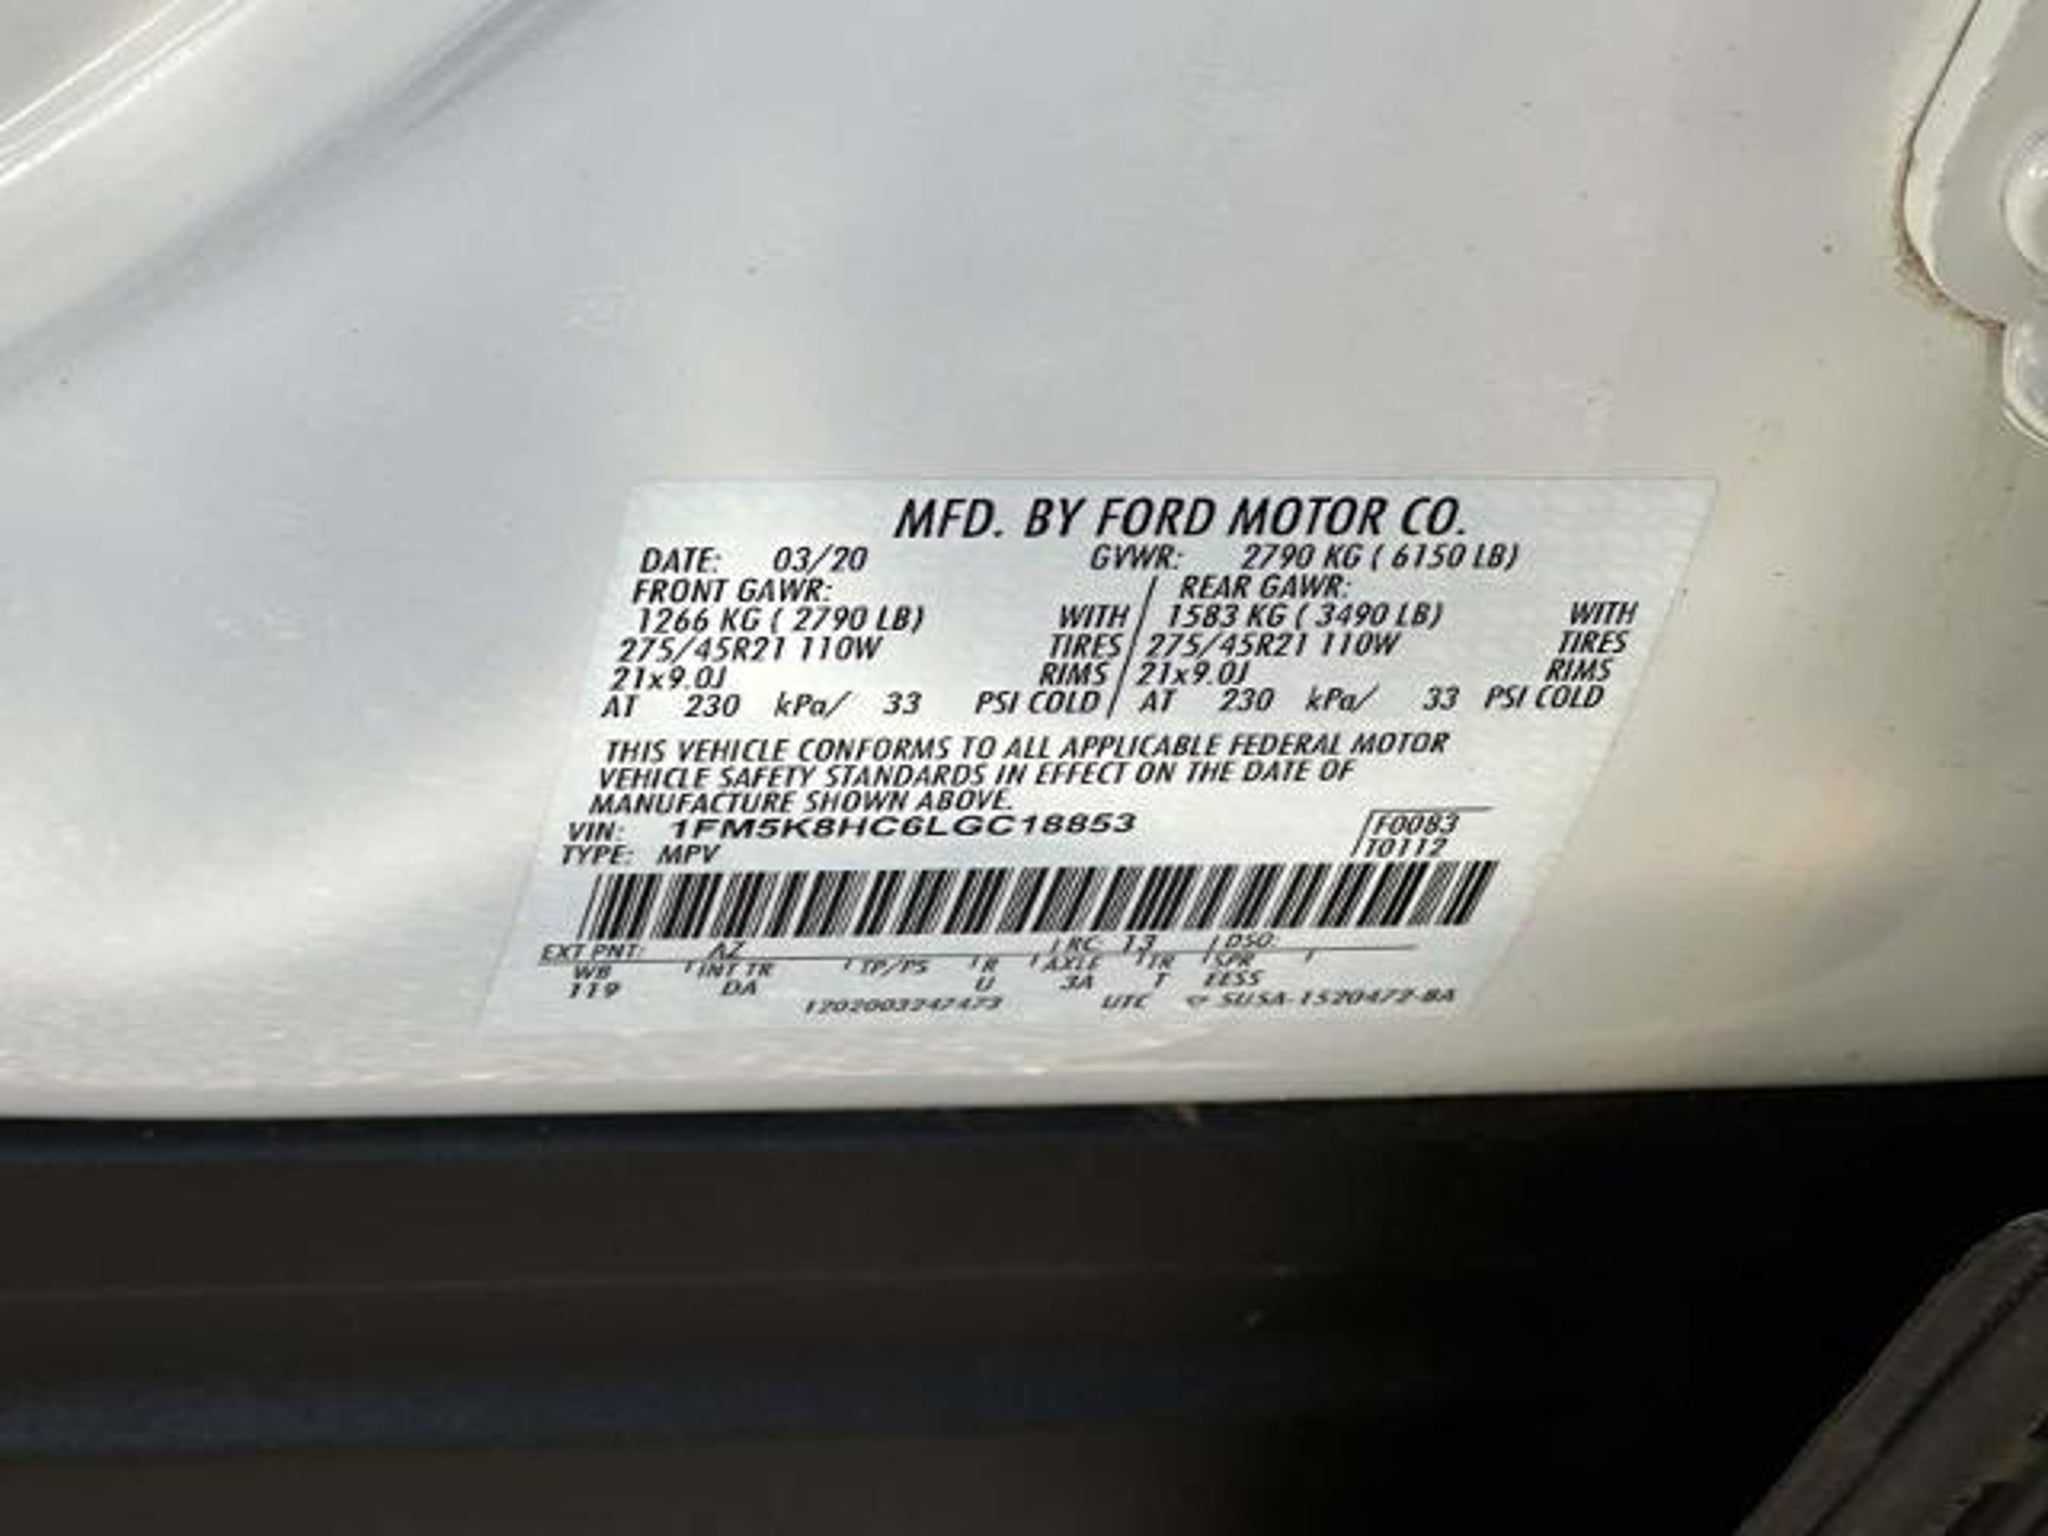 MFD. BY FORD MOTOR CO.
DATE: 03/20 GVWR: 2790 KG ( 6150 LB)
FRONT GAWR: / REAR GAWR:
1266 KG ( 2790 LB) WITH / 1583 KG ( 3490 LB) WITH
275/45R21 110W TIRES / 275/45R21 110W TIRES
21x9.0J RIMS / 21x9.0J RIMS
AT 230 kPa/ 33 PSI COLD / AT 230 kPa/ 33 PSI COLD
THIS VEHICLE CONFORMS TO ALL APPLICABLE FEDERAL MOTOR
VEHICLE SAFETY STANDARDS IN EFFECT ON THE DATE OF
MANUFACTURE SHOWN ABOVE.
VIN: 1FM5K8HC6LGC18853 F0083
TYPE: MPV T0112
EXT PNT: AZ RC: 13 DSO:
WB INT TR TP/PS R AXLE TR SPR
119 DA U 3A T EESS
1202003247473 UTC SUSA-1520472-BA